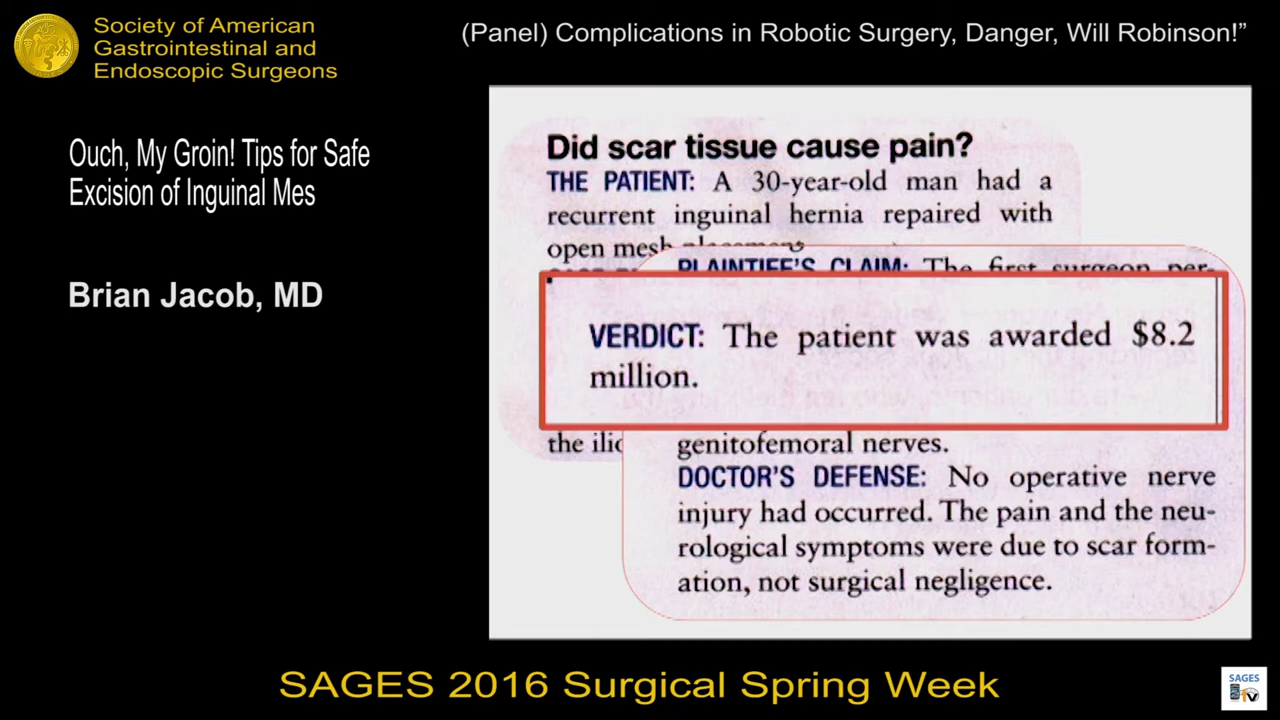 Society of American
Gastrointestinal and
Endoscopic Surgeons
(Panel) Complications in Robotic Surgery, Danger, Will Robinson!”
Ouch, My Groin! Tips for Safe
Excision of Inguinal Mes
Brian Jacob, MD
Did scar tissue cause pain?
THE PATIENT: A 30-year-old man had a
recurrent inguinal hernia repaired with
open mesh placement.
PLAINTIFF'S CLAIM: The first surgeon per-
VERDICT: The patient was awarded $8.2
million.
the ilio
genitofemoral nerves.
DOCTOR'S DEFENSE: No operative nerve
injury had occurred. The pain and the neu-
rological symptoms were due to scar form-
ation, not surgical negligence.
SAGES 2016 Surgical Spring Week
SAGES
tv